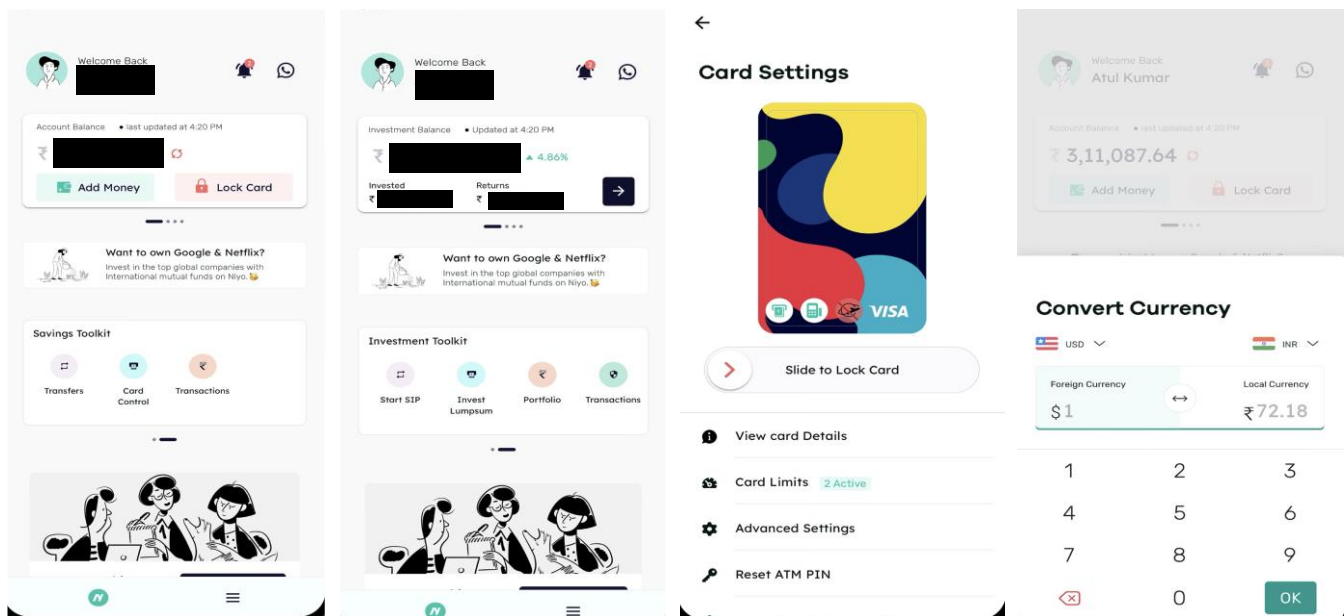 Welcome Back
2
Account Balance • last updated at 4:20 PM
₹
Add Money
Lock Card
Want to own Google & Netflix?
Invest in the top global companies with
International mutual funds on Niyo.
Savings Toolkit
Transfers
Card
Control
Transactions
Welcome Back
2
Investment Balance • Updated at 4:20 PM
₹
▲ 4.86%
Invested
₹
Returns
₹
Want to own Google & Netflix?
Invest in the top global companies with
International mutual funds on Niyo.
Investment Toolkit
Start SIP
Invest
Lumpsum
Portfolio
Transactions
Card Settings
VISA
Slide to Lock Card
View card Details
Card Limits 2 Active
Advanced Settings
Reset ATM PIN
Welcome Back
Atul Kumar
Account Balance • last updated at 4:20 PM
₹ 3,11,087.64
Add Money
Lock Card
Convert Currency
USD
INR
Foreign Currency
Local Currency
$ 1
₹ 72.18
1 2 3
4 5 6
7 8 9
0 OK